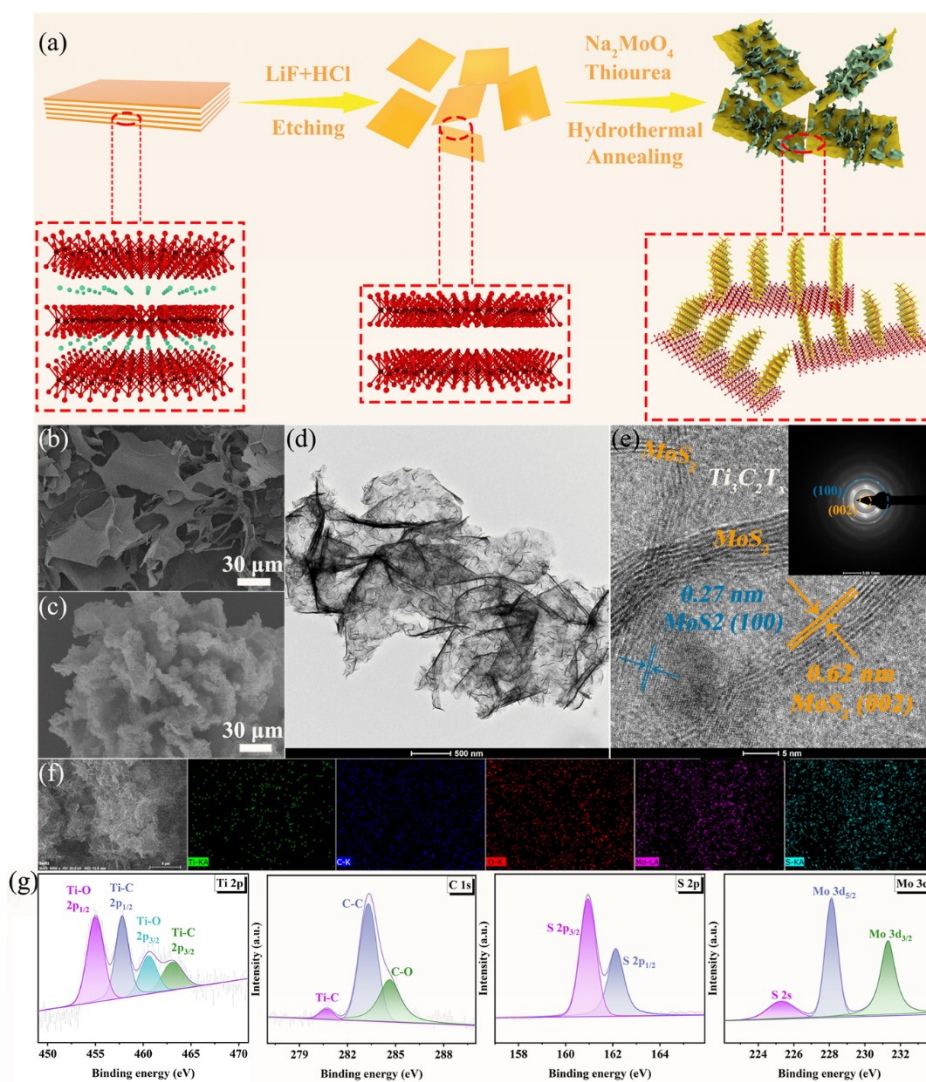 (a)
LiF+HCl
Etching
Na₂MoO₄
Thiourea
Hydrothermal
Annealing
(b)
30 μm
(c)
30 μm
(d)
500 nm
(e)
MoS₂
Ti₃C₂Tₓ
MoS₂
0.27 nm
MoS2 (100)
0.62 nm
MoS₂ (002)
5 nm
(100)
(002)
(f)
Ti-KA
C-K
O-K
Mo-LA
S-KA
(g)
Ti 2p
Ti-O
2p₁/₂
Ti-C
2p₁/₂
Ti-O
2p₃/₂
Ti-C
2p₃/₂
Intensity (a.u.)
450 455 460 465 470
Binding energy (eV)
C 1s
C-C
C-O
Ti-C
Intensity (a.u.)
279 282 285 288
Binding energy (eV)
S 2p
S 2p₃/₂
S 2p₁/₂
Intensity (a.u.)
158 160 162 164
Binding energy (eV)
Mo 3d
Mo 3d₅/₂
Mo 3d₃/₂
S 2s
Intensity (a.u.)
224 226 228 230 232
Binding energy (eV)